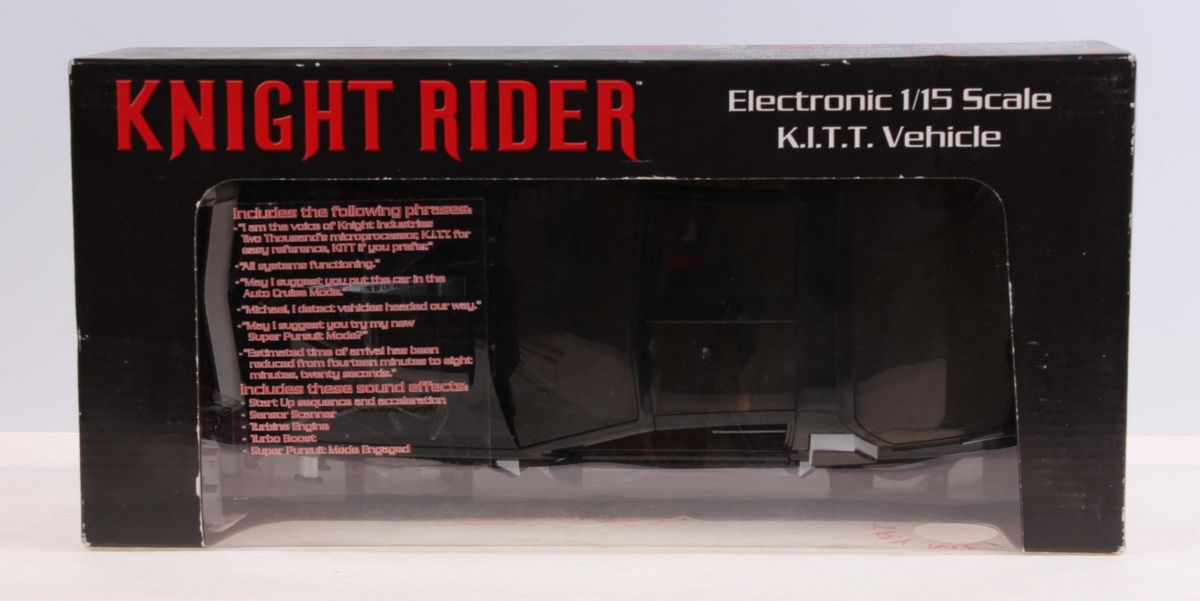 KNIGHT RIDER™
Electronic 1/15 Scale
K.I.T.T. Vehicle
Includes the following phrases:
•"I am the voice of Knight Industries
Two Thousand's microprocessor, K.I.T.T. for
easy reference, KITT if you prefer."
•"All systems functioning."
•"May I suggest you put the car in the
Auto Cruise Mode."
•"Michael, I detect vehicles headed our way."
•"May I suggest you try my new
Super Pursuit Mode?"
•"Estimated time of arrival has been
reduced from fourteen minutes to eight
minutes, twenty seconds."
Includes these sound effects:
• Start Up sequence and acceleration
• Sensor Scanner
• Turbine Engine
• Turbo Boost
• Super Pursuit Mode Engaged